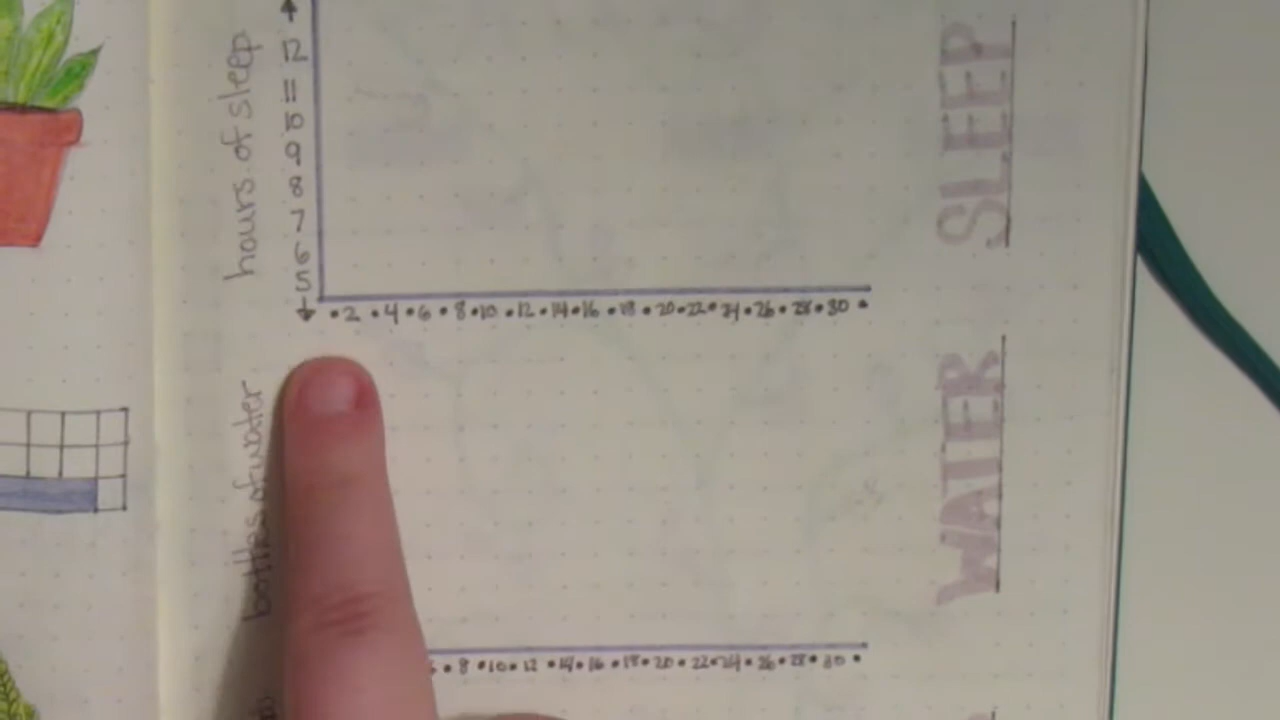 hours of sleep
12
11
10
9
8
7
6
5
• 2 • 4 • 6 • 8 • 10 • 12 • 14 • 16 • 18 • 20 • 22 • 24 • 26 • 28 • 30 •
SLEEP
bottles of water
• 8 • 10 • 12 • 14 • 16 • 18 • 20 • 22 • 24 • 26 • 28 • 30 •
WATER